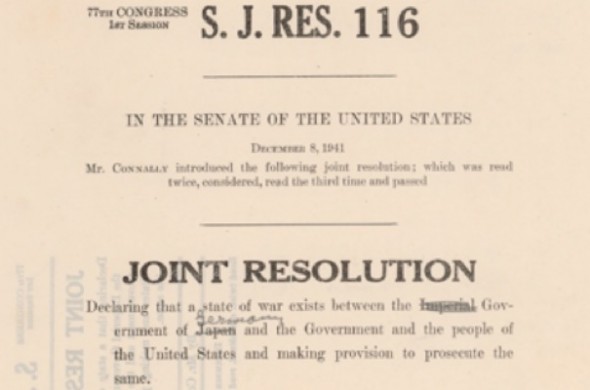 77TH CONGRESS
1ST SESSION
S. J. RES. 116
IN THE SENATE OF THE UNITED STATES
DECEMBER 8, 1941
Mr. CONNALLY introduced the following joint resolution; which was read
twice, considered, read the third time and passed
JOINT RESOLUTION
Declaring that a state of war exists between the Imperial Gov-
Germany
ernment of Japan and the Government and the people of
the United States and making provision to prosecute the
same.